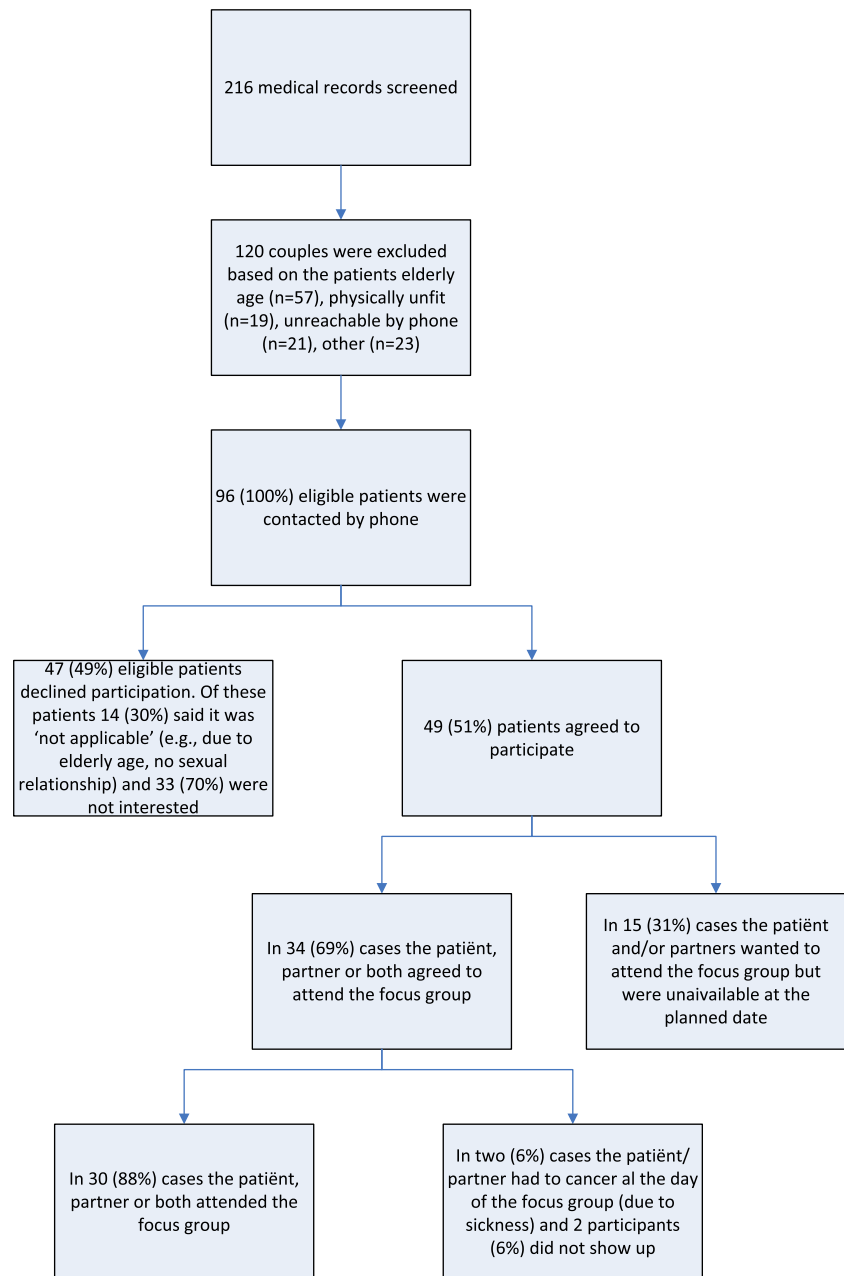 216 medical records screened
120 couples were excluded
based on the patients elderly
age (n=57), physically unfit
(n=19), unreachable by phone
(n=21), other (n=23)
96 (100%) eligible patients were
contacted by phone
47 (49%) eligible patients
declined participation. Of these
patients 14 (30%) said it was
‘not applicable’ (e.g., due to
elderly age, no sexual
relationship) and 33 (70%) were
not interested
49 (51%) patients agreed to
participate
In 34 (69%) cases the patiënt,
partner or both agreed to
attend the focus group
In 15 (31%) cases the patiënt
and/or partners wanted to
attend the focus group but
were unaivailable at the
planned date
In 30 (88%) cases the patiënt,
partner or both attended the
focus group
In two (6%) cases the patiënt/
partner had to cancer al the day
of the focus group (due to
sickness) and 2 participants
(6%) did not show up